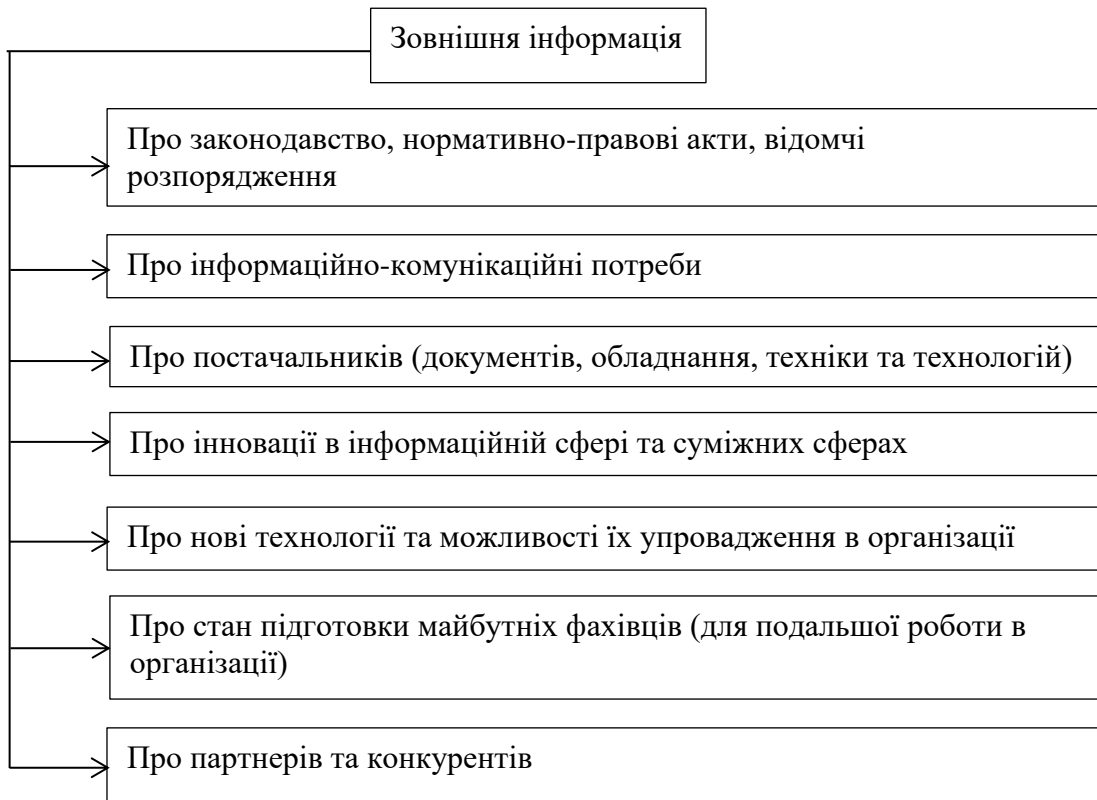 Зовнішня інформація
Про законодавство, нормативно-правові акти, відомчі
розпорядження
Про інформаційно-комунікаційні потреби
Про постачальників (документів, обладнання, техніки та технологій)
Про інновації в інформаційній сфері та суміжних сферах
Про нові технології та можливості їх упровадження в організації
Про стан підготовки майбутніх фахівців (для подальшої роботи в
організації)
Про партнерів та конкурентів